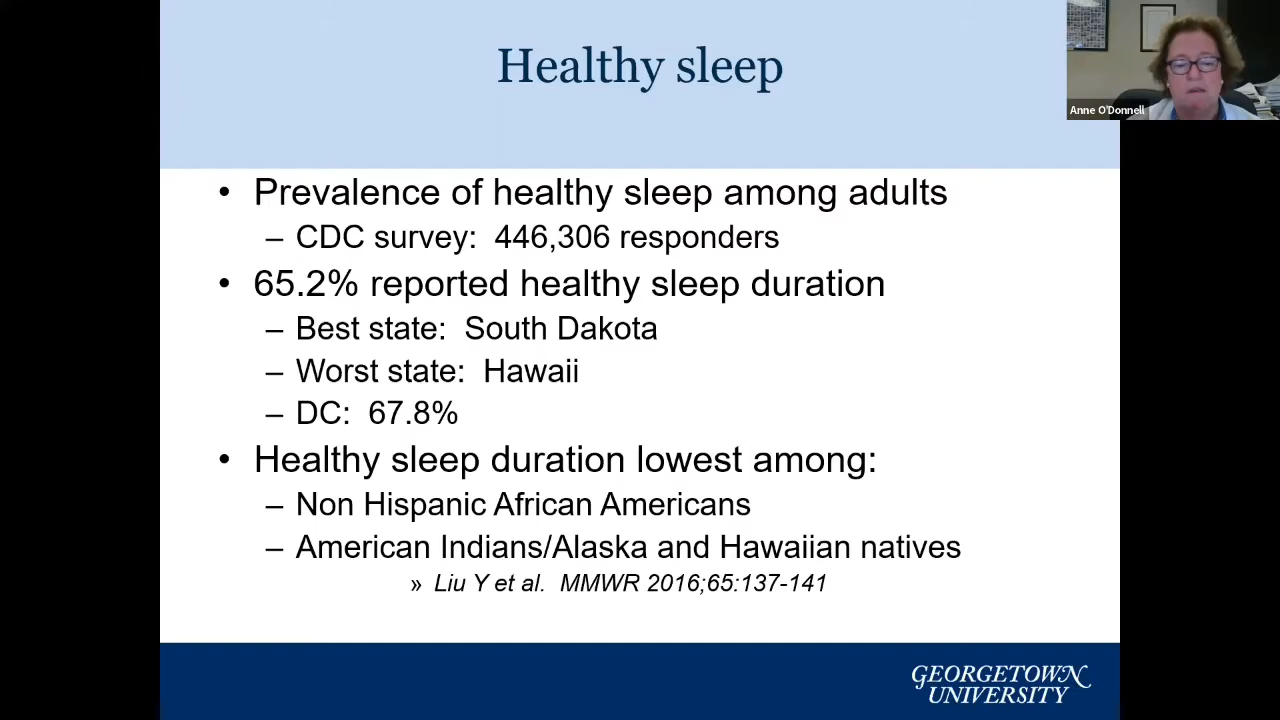 Healthy sleep
Anne O'Donnell
• Prevalence of healthy sleep among adults
– CDC survey:  446,306 responders
• 65.2% reported healthy sleep duration
– Best state:  South Dakota
– Worst state:  Hawaii
– DC:  67.8%
• Healthy sleep duration lowest among:
– Non Hispanic African Americans
– American Indians/Alaska and Hawaiian natives
» Liu Y et al.  MMWR 2016;65:137-141
GEORGETOWN
UNIVERSITY